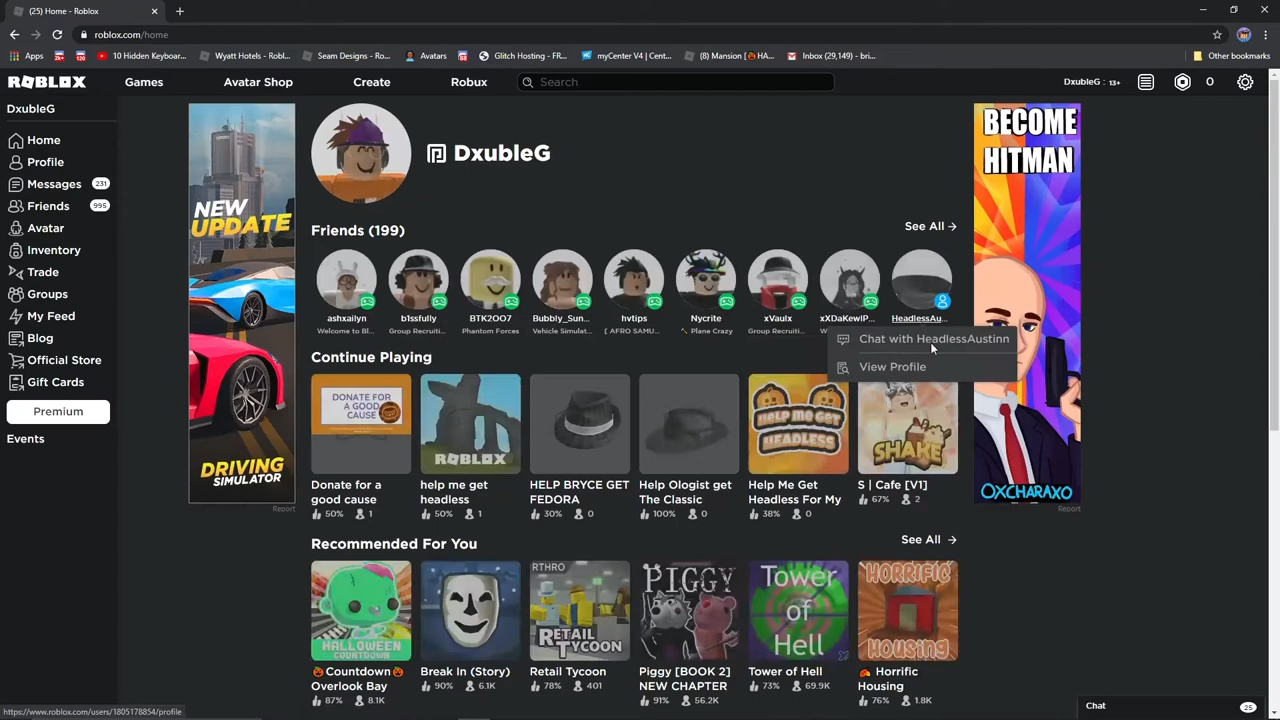 (25) Home - Roblox
roblox.com/home
Apps
10 Hidden Keyboar...
Wyatt Hotels - Robl...
Seam Designs - Ro...
Avatars
Glitch Hosting - FR...
myCenter V4 | Cent...
(8) Mansion [🎃HA...
Inbox (29,149) - bri...
Other bookmarks
ROBLOX
Games
Avatar Shop
Create
Robux
Search
DxubleG : 13+
0
DxubleG
Home
Profile
Messages 231
Friends 995
Avatar
Inventory
Trade
Groups
My Feed
Blog
Official Store
Gift Cards
Premium
Events
NEW
UPDATE
DRIVING
SIMULATOR
Report
DxubleG
Friends (199)
See All →
ashxailyn
b1ssfully
BTK2OO7
Bubbly_Sun...
hvtips
Nycrite
xVaulx
xXDaKewlP...
HeadlessAu...
Welcome to Bl...
Group Recruiti...
Phantom Forces
Vehicle Simulat...
[ AFRO SAMU...
Plane Crazy
Group Recruiti...
Chat with HeadlessAustinn
View Profile
Continue Playing
DONATE FOR
A GOOD
CAUSE
ROBLOX
HELP ME GET
HEADLESS
SHAKE
Donate for a
good cause
50% 1
help me get
headless
50% 1
HELP BRYCE GET
FEDORA
30% 0
Help Ologist get
The Classic
100% 0
Help Me Get
Headless For My
38% 0
S | Cafe [V1]
67% 2
Recommended For You
See All →
HALLOWEEN
COUNTDOWN
RTHRO
RETAIL
TYCOON
PIGGY
Tower
of
Hell
HORRIFIC
HOUSING
🎃Countdown🎃
Overlook Bay
87% 8.1K
Break In (Story)
90% 6.1K
Retail Tycoon
78% 401
Piggy [BOOK 2]
NEW CHAPTER
91% 56.2K
Tower of Hell
73% 69.9K
Horrific
Housing
76% 1.8K
BECOME
HITMAN
OXCHARAXO
Report
Chat 25
https://www.roblox.com/users/1805178854/profile